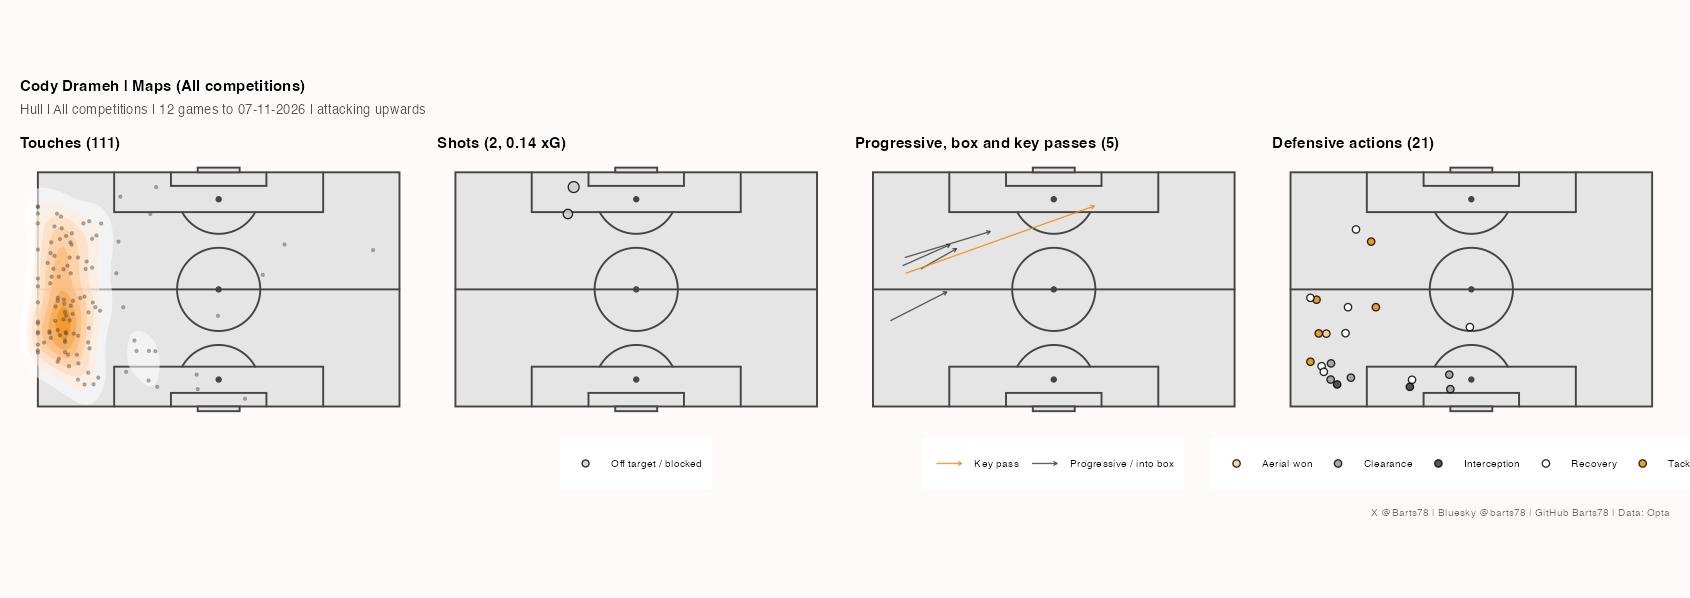 Cody Drameh | Maps (All competitions)
Hull | All competitions | 12 games to 07-11-2026 | attacking upwards
Touches (111)
Shots (2, 0.14 xG)
Progressive, box and key passes (5)
Defensive actions (21)
Off target / blocked
Key pass
Progressive / into box
Aerial won
Clearance
Interception
Recovery
Tack
X @Barts78 | Bluesky @barts78 | GitHub Barts78 | Data: Opta